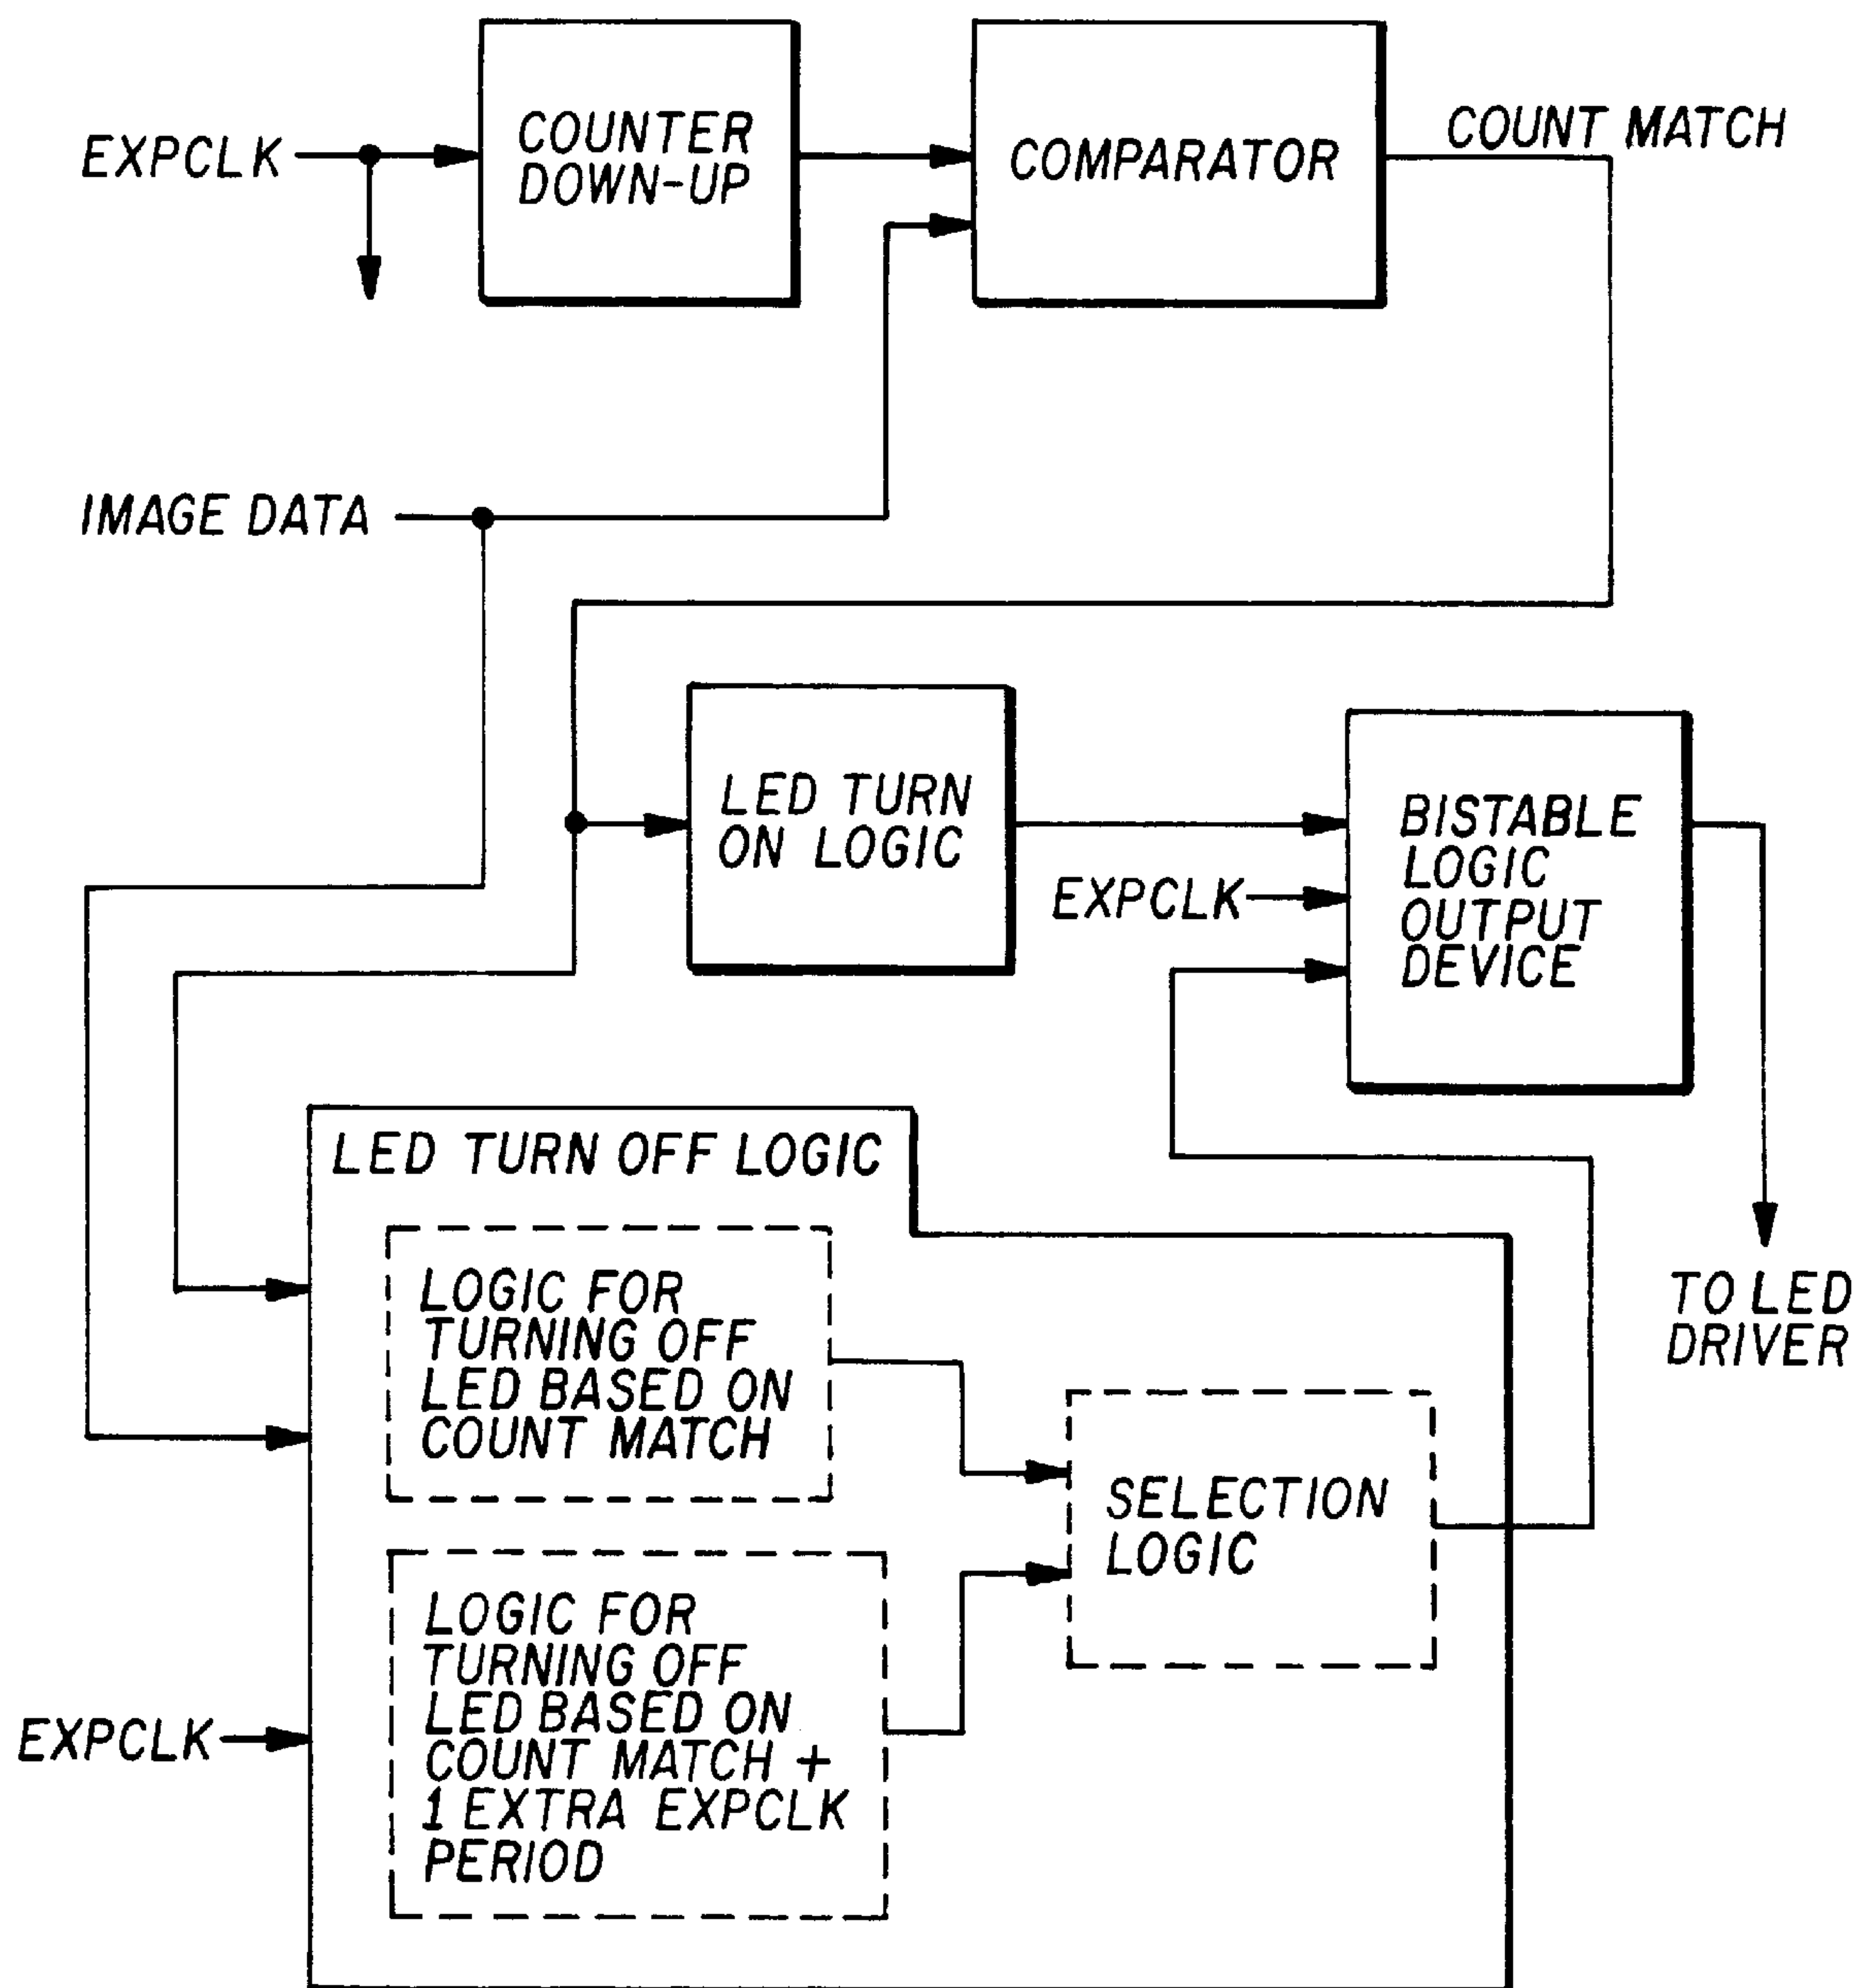 EXPCLK
COUNTER
DOWN-UP
COMPARATOR
COUNT MATCH
IMAGE DATA
LED TURN
ON LOGIC
EXPCLK
BISTABLE
LOGIC
OUTPUT
DEVICE
TO LED
DRIVER
LED TURN OFF LOGIC
LOGIC FOR
TURNING OFF
LED BASED ON
COUNT MATCH
SELECTION
LOGIC
LOGIC FOR
TURNING OFF
LED BASED ON
COUNT MATCH +
1 EXTRA EXPCLK
PERIOD
EXPCLK